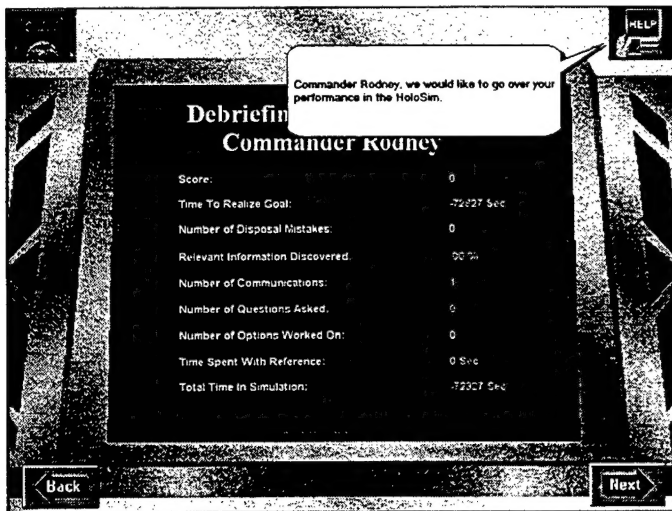 HELP
Commander Rodney, we would like to go over your
performance in the HoloSim.
Debriefin
Commander Rodney
Score: 0
Time To Realize Goal: Sec
Number of Disposal Mistakes: 0
Relevant Information Discovered:
Number of Communications: 1
Number of Questions Asked: 0
Number of Options Worked On: 0
Time Spent With Reference: 0 Sec
Total Time In Simulation: Sec
Back
Next